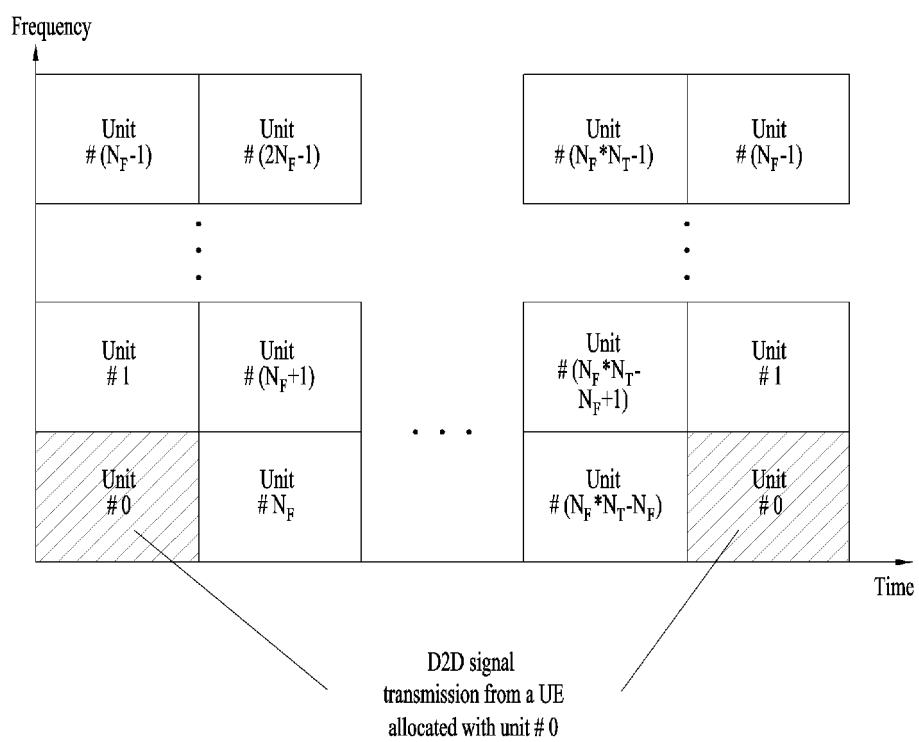 Frequency
Unit
# (N_F-1)
Unit
# (2N_F-1)
Unit
# (N_F*N_T-1)
Unit
# (N_F-1)
Unit
# 1
Unit
# (N_F+1)
Unit
# (N_F*N_T-
N_F+1)
Unit
# 1
Unit
# 0
Unit
# N_F
Unit
# (N_F*N_T-N_F)
Unit
# 0
Time
D2D signal
transmission from a UE
allocated with unit # 0